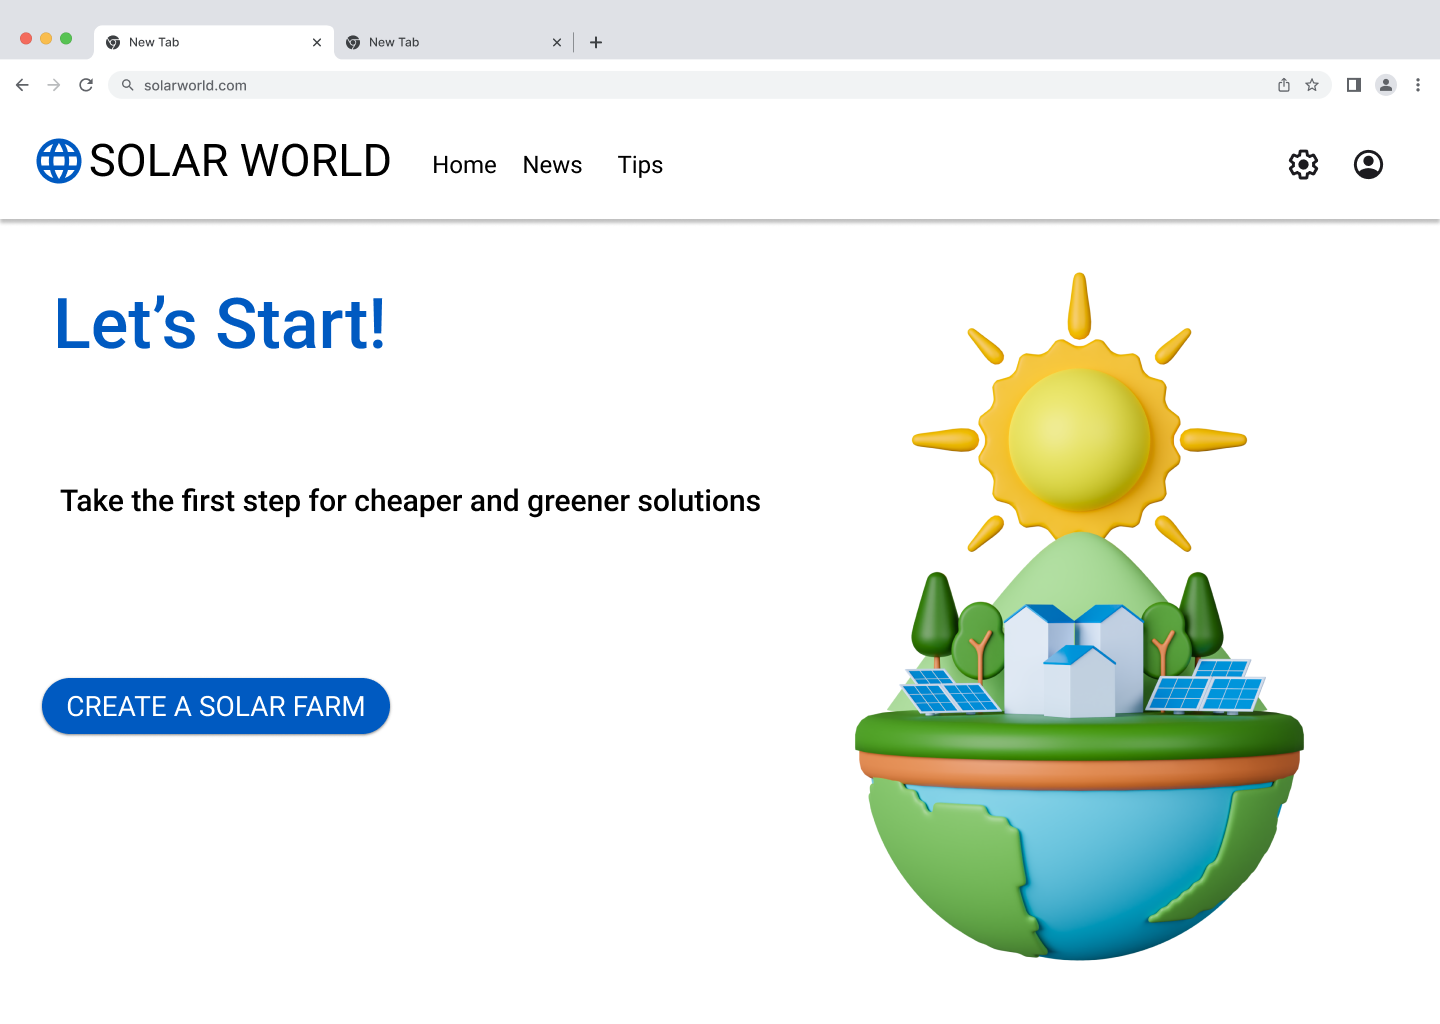 New Tab
New Tab
solarworld.com
SOLAR WORLD
Home
News
Tips
Let’s Start!
Take the first step for cheaper and greener solutions
CREATE A SOLAR FARM